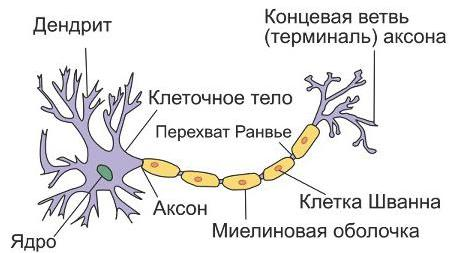 Дендрит
Концевая ветвь
(терминаль) аксона
Клеточное тело
Перехват Ранвье
Аксон
Клетка Шванна
Миелиновая оболочка
Ядро